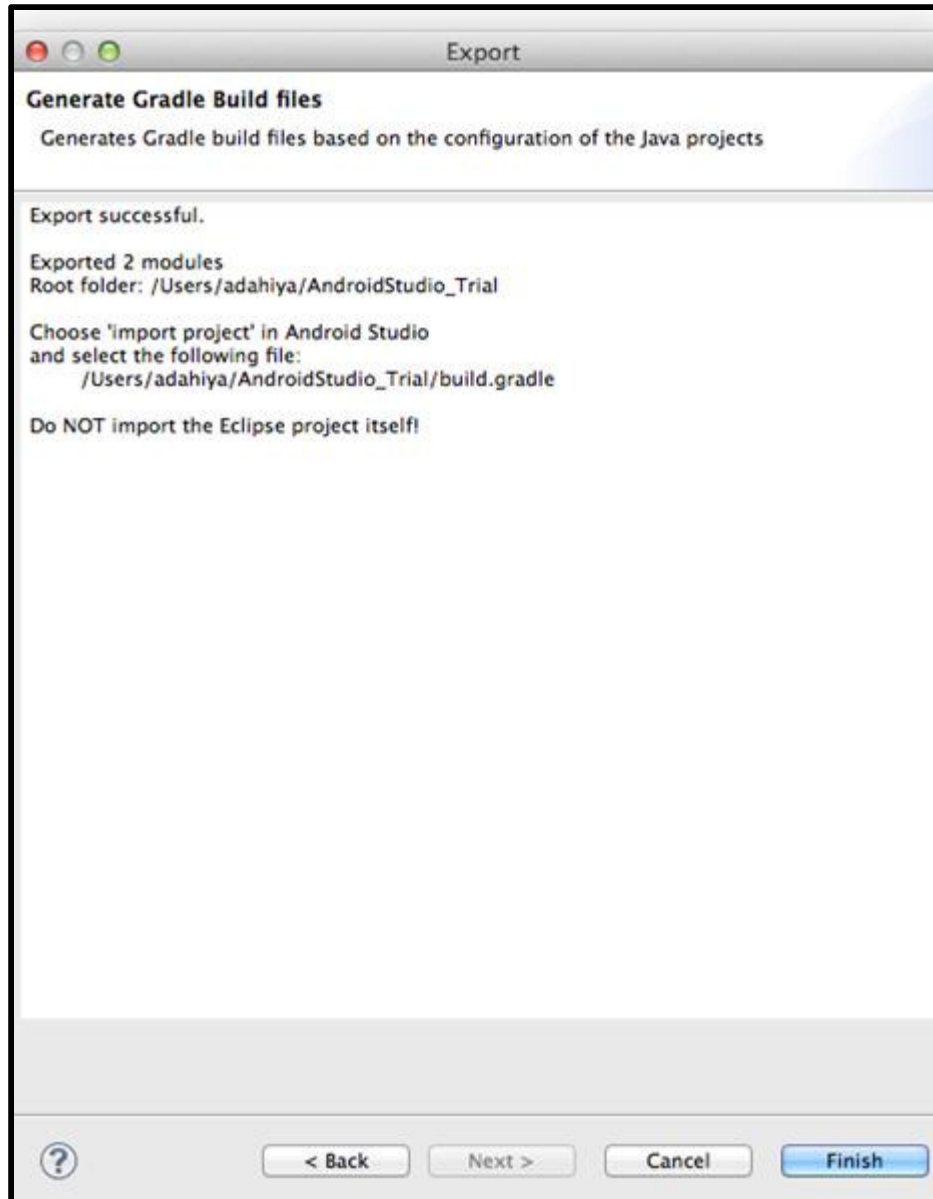 Export
Generate Gradle Build files
Generates Gradle build files based on the configuration of the Java projects
Export successful.
Exported 2 modules
Root folder: /Users/adahiya/AndroidStudio_Trial
Choose 'import project' in Android Studio
and select the following file:
/Users/adahiya/AndroidStudio_Trial/build.gradle
Do NOT import the Eclipse project itself!
?
< Back
Next >
Cancel
Finish